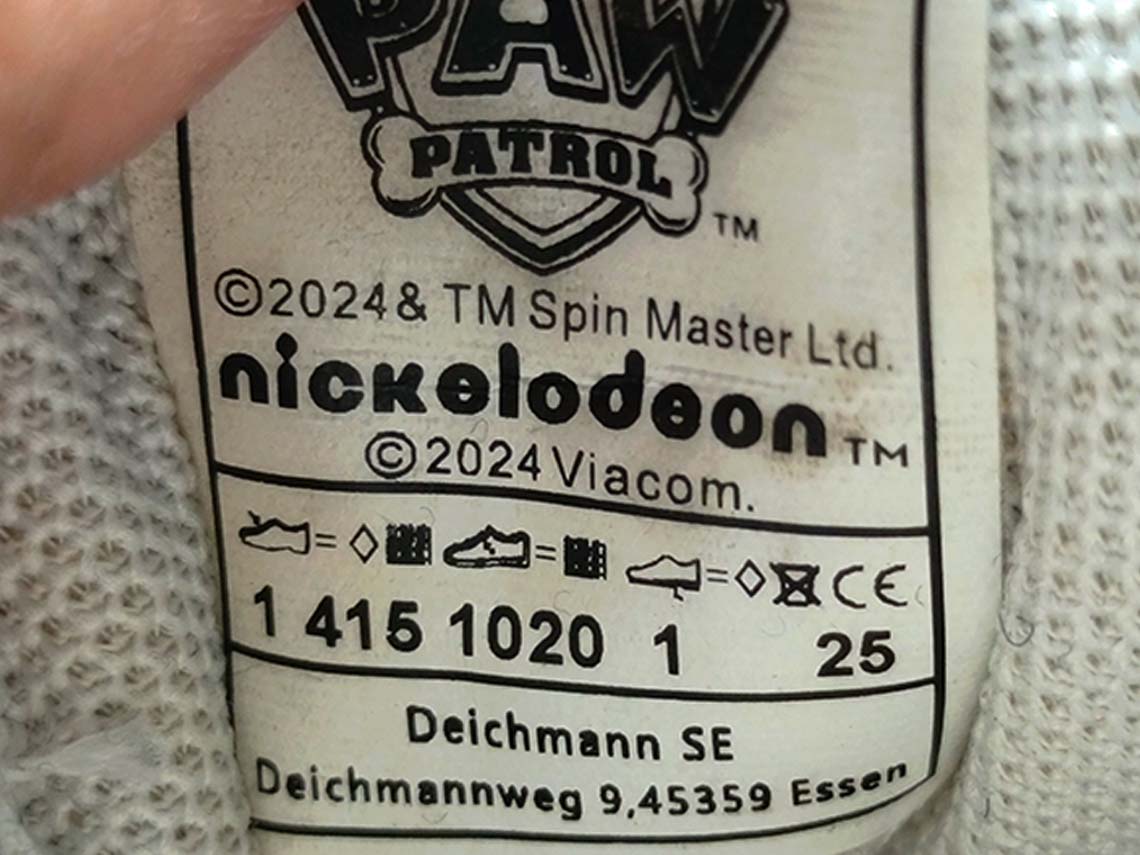 PAW
PATROL
TM
©2024& TM Spin Master Ltd.
nickelodeon TM
©2024 Viacom.
= = = CE
1 415 1020 1 25
Deichmann SE
Deichmannweg 9,45359 Essen